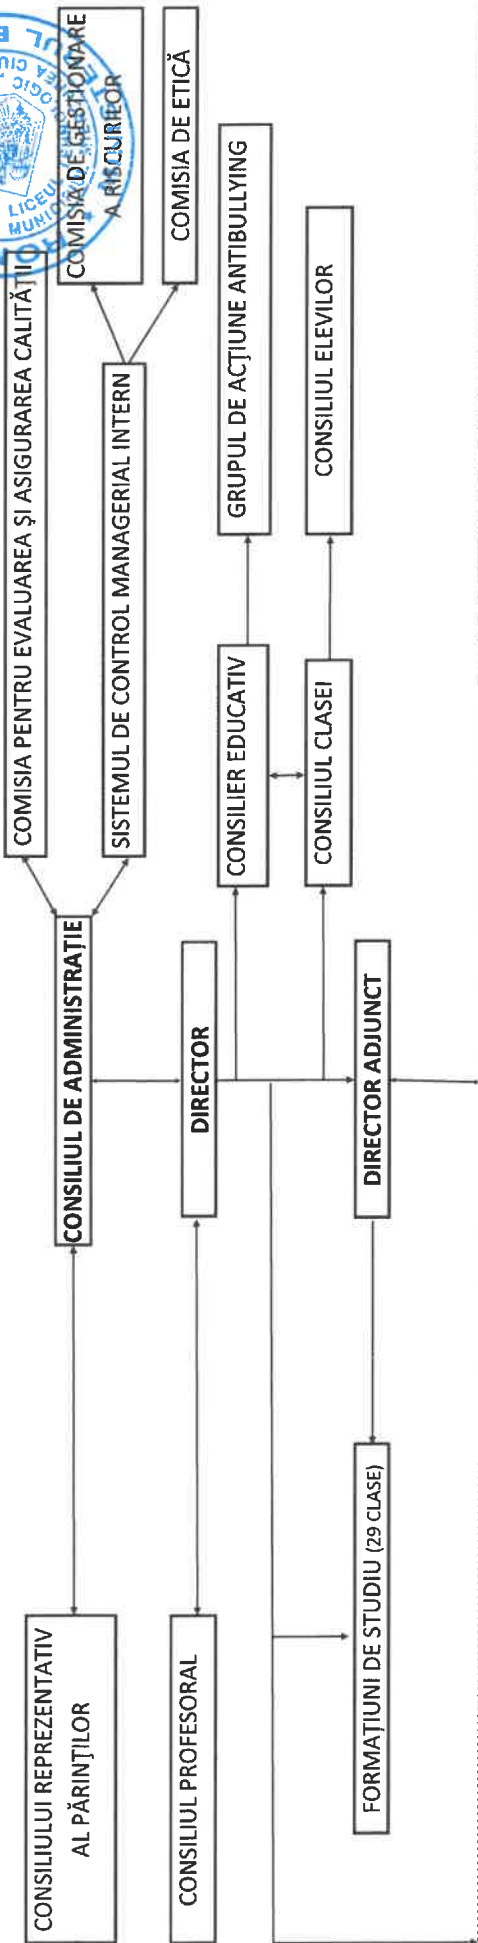 COMISIA PENTRU EVALUAREA ȘI ASIGURAREA CALITĂȚII
COMISIA DE GESTIONARE
A RISCURILOR
CONSILIULUI REPREZENTATIV
AL PĂRINȚILOR
CONSILIUL DE ADMINISTRAȚIE
SISTEMUL DE CONTROL MANAGERIAL INTERN
COMISIA DE ETICĂ
CONSILIUL PROFESORAL
DIRECTOR
CONSILIER EDUCATIV
GRUPUL DE ACȚIUNE ANTIBULLYING
CONSILIUL CLASEI
CONSILIUL ELEVILOR
FORMAȚIUNI DE STUDIU (29 CLASE)
DIRECTOR ADJUNCT
LICEUL